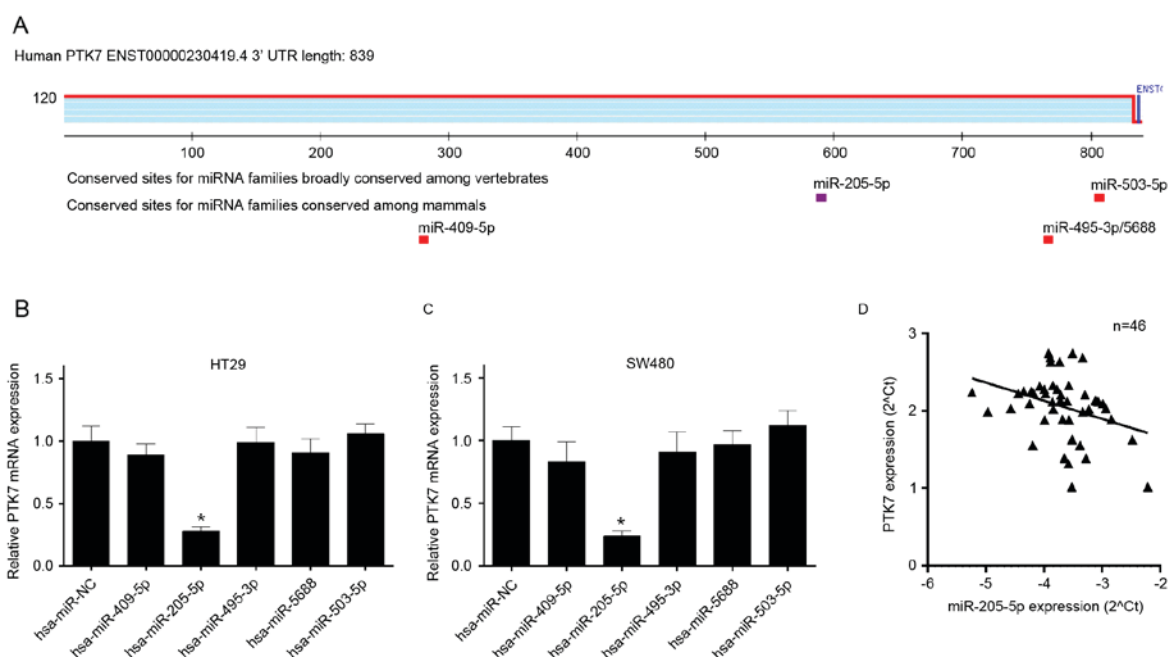 A
Human PTK7 ENST00000230419.4 3' UTR length: 839
120
100 200 300 400 500 600 700 800
Conserved sites for miRNA families broadly conserved among vertebrates
miR-205-5p miR-503-5p
Conserved sites for miRNA families conserved among mammals
miR-409-5p miR-495-3p/5688
B
HT29
Relative PTK7 mRNA expression
1.5
1.0
0.5
0.0
*
hsa-miR-NC
hsa-miR-409-5p
hsa-miR-205-5p
hsa-miR-495-3p
hsa-miR-5688
hsa-miR-503-5p
C
SW480
Relative PTK7 mRNA expression
1.5
1.0
0.5
0.0
*
hsa-miR-NC
hsa-miR-409-5p
hsa-miR-205-5p
hsa-miR-495-3p
hsa-miR-5688
hsa-miR-503-5p
D
n=46
PTK7 expression (2^Ct)
3
2
1
0
-6 -5 -4 -3 -2
miR-205-5p expression (2^Ct)